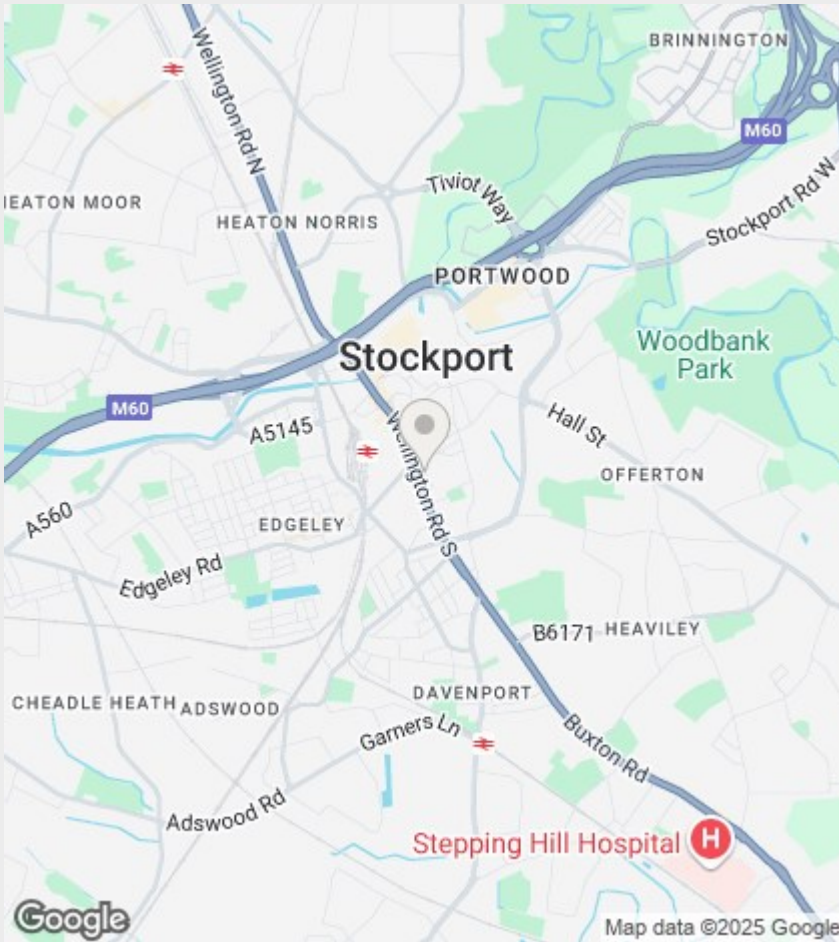 BRINNINGTON
Wellington Rd N
M60
EATON MOOR
Tiviot Way
Stockport Rd W
HEATON NORRIS
PORTWOOD
Woodbank
Park
Stockport
M60
A5145
Wellington Rd S
Hall St
OFFERTON
A560
EDGELEY
Edgeley Rd
B6171
HEAVILEY
CHEADLE HEATH
ADSWOOD
DAVENPORT
Garners Ln
Buxton Rd
Adswood Rd
Stepping Hill Hospital
H
Google
Map data ©2025 Google